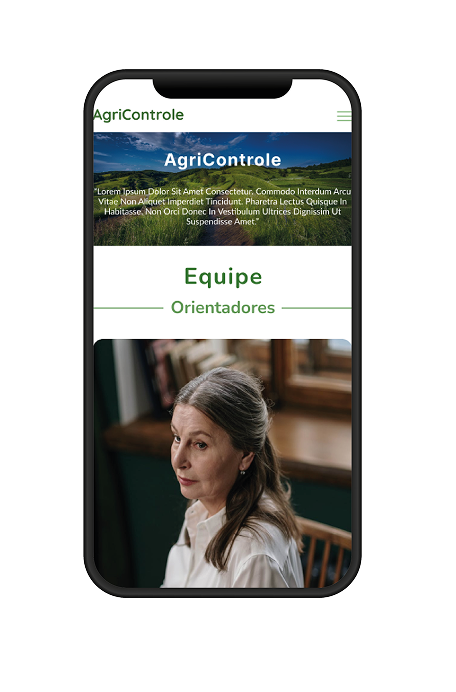 AgriControle
AgriControle
"Lorem Ipsum Dolor Sit Amet Consectetur. Commodo Interdum Arcu
Vitae Non Aliquet Imperdiet Tincidunt. Pharetra Lectus Quisque In
Habitasse. Non Orci Donec In Vestibulum Ultrices Dignissim Ut
Suspendisse Amet."
Equipe
Orientadores